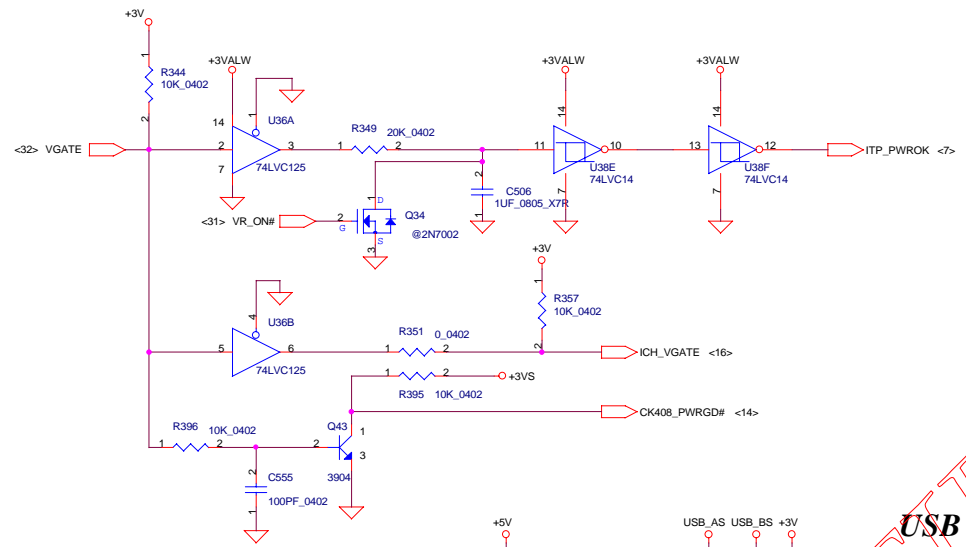 +3V
1
R344
10K_0402
2
<32> VGATE
+3VALW
14
1
U36A
2
3
7
74LVC125
R349
20K_0402
1
2
<31> VR_ON#
2
G
1
D
S
3
Q34
@2N7002
2
C506
1UF_0805_X7R
1
+3VALW
14
11
10
U38E
74LVC14
7
+3VALW
14
13
12
U38F
74LVC14
7
ITP_PWROK <7>
4
U36B
5
6
74LVC125
R351
0_0402
1
2
+3V
1
R357
10K_0402
2
ICH_VGATE <16>
1
2
R395
10K_0402
+3VS
CK408_PWRGD# <14>
R396
10K_0402
1
2
Q43
2
1
3
3904
2
C555
100PF_0402
1
+5V
USB_AS
USB_BS
+3V
USB